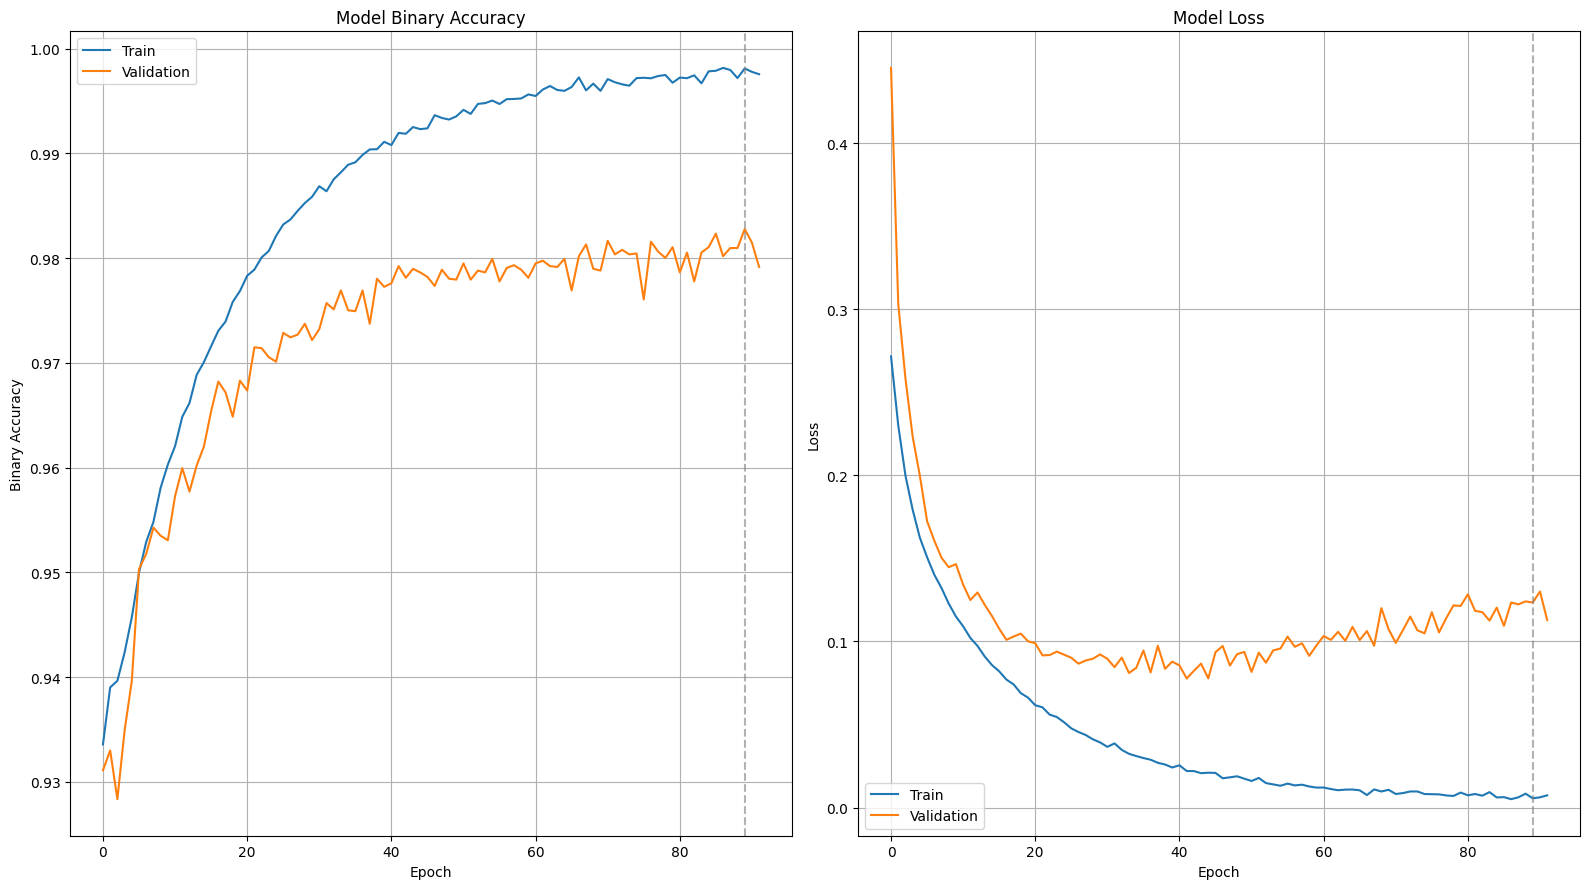 Model Binary Accuracy
Train
Validation
1.00
0.99
0.98
0.97
0.96
0.95
0.94
0.93
Binary Accuracy
0 20 40 60 80
Epoch
Model Loss
0.4
0.3
0.2
0.1
0.0
Loss
Train
Validation
0 20 40 60 80
Epoch